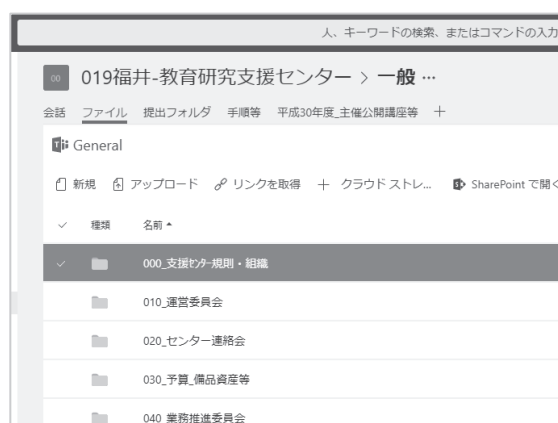 人、キーワードの検索、またはコマンドの入力
019福井-教育研究支援センター > 一般 …
会話 ファイル 提出フォルダ 手順等 平成30年度_主催公開講座等 +
General
新規 アップロード リンクを取得 + クラウド ストレ... SharePoint で開く
種類 名前
000_支援ｾﾝﾀｰ規則・組織
010_運営委員会
020_センター連絡会
030_予算_備品資産等
040_業務推進委員会